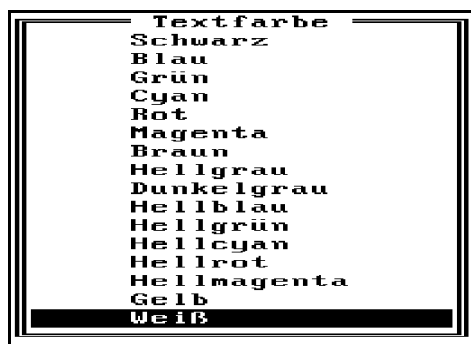 Textfarbe
Schwarz
Blau
Grün
Cyan
Rot
Magenta
Braun
Hellgrau
Dunkelgrau
Hellblau
Hellgrün
Hellcyan
Hellrot
Hellmagenta
Gelb
Weiß